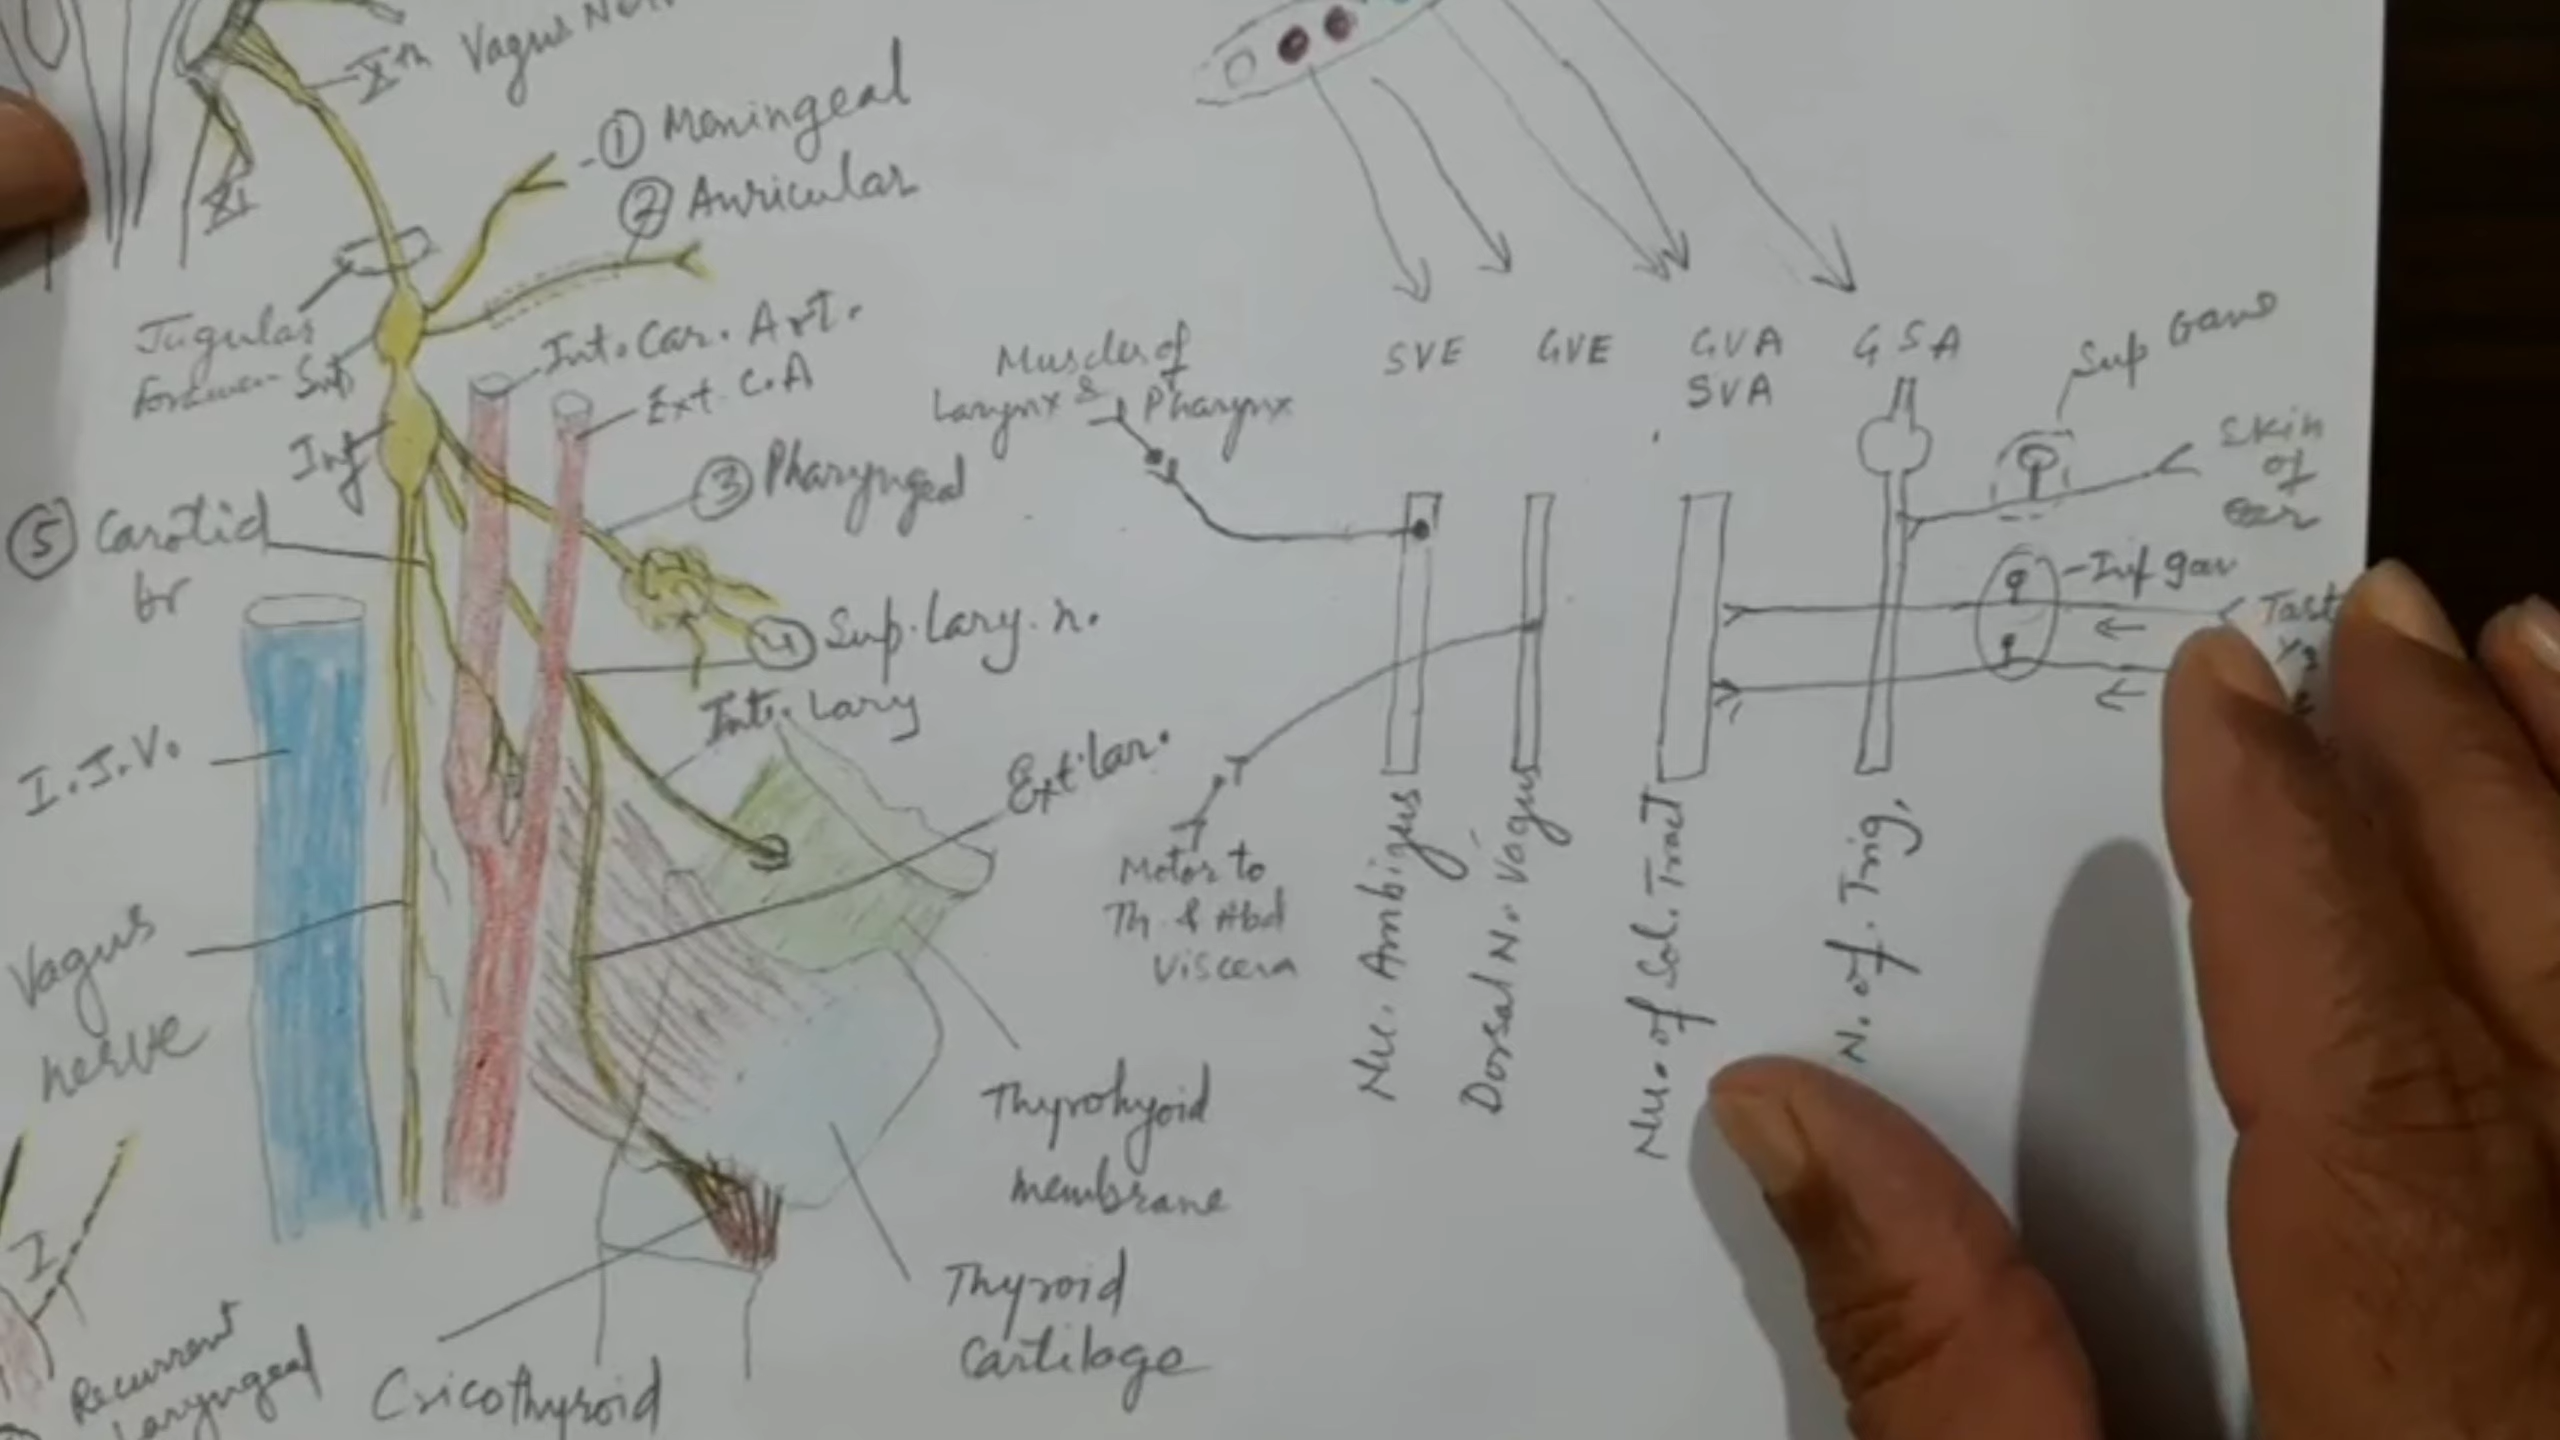 Xth Vagus
XI
① Meningeal
② Auricular
Jugular
Sup
Inf
Int. Car. Art.
Ext. C.A
③ Pharyngeal
⑤ Carotid
br
④ Sup. Lary. n.
Int. Lary
Ext. lar.
I.J.V.
Vagus
nerve
Thyrohyoid
membrane
Thyroid
Cartilage
Cricothyroid
Recurrent
Laryngeal
I
Muscles of
Larynx & Pharynx
SVE
GVE
GVA
SVA
GSA
Sup
Skin
of
ear
Inf gan
Motor to
Th. & Abd
Viscera
Nu. Ambigus
Dorsal N. Vagus
Nu. of Sol. Tract
N. of. Trig.